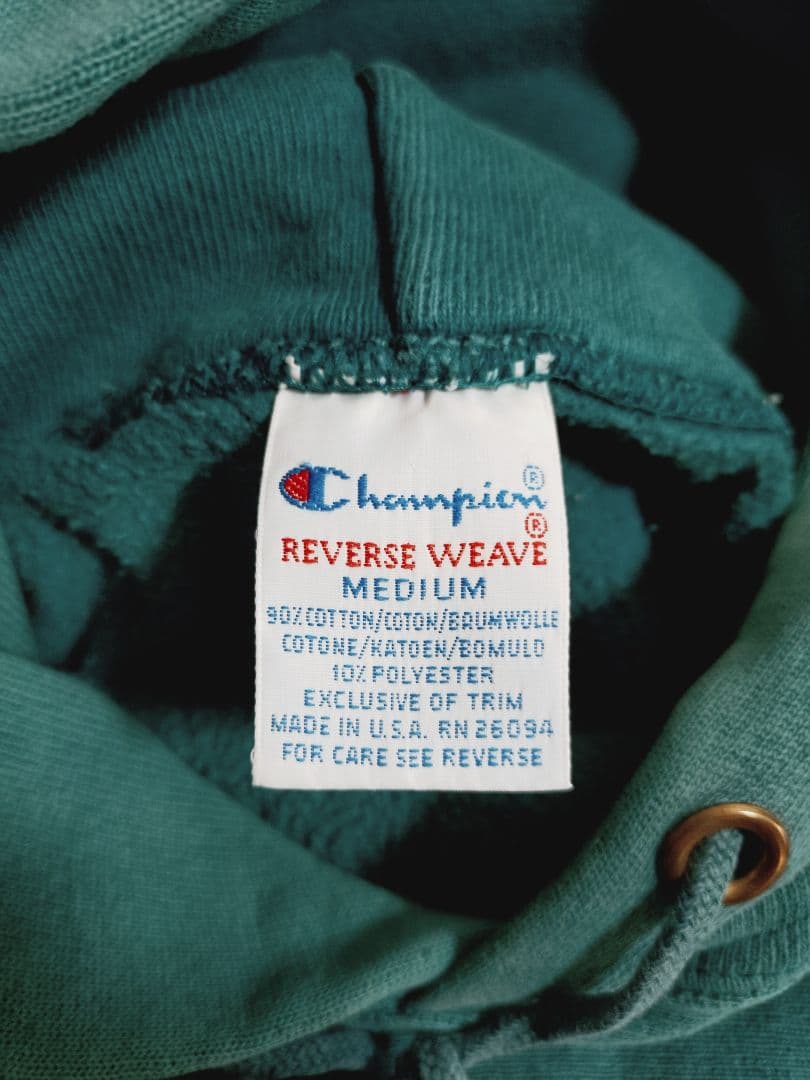 Champion®
REVERSE WEAVE®
MEDIUM
90% COTTON/COTON/BAUMWOLLE
COTONE/KATOEN/BOMULD
10% POLYESTER
EXCLUSIVE OF TRIM
MADE IN U.S.A. RN 26094
FOR CARE SEE REVERSE